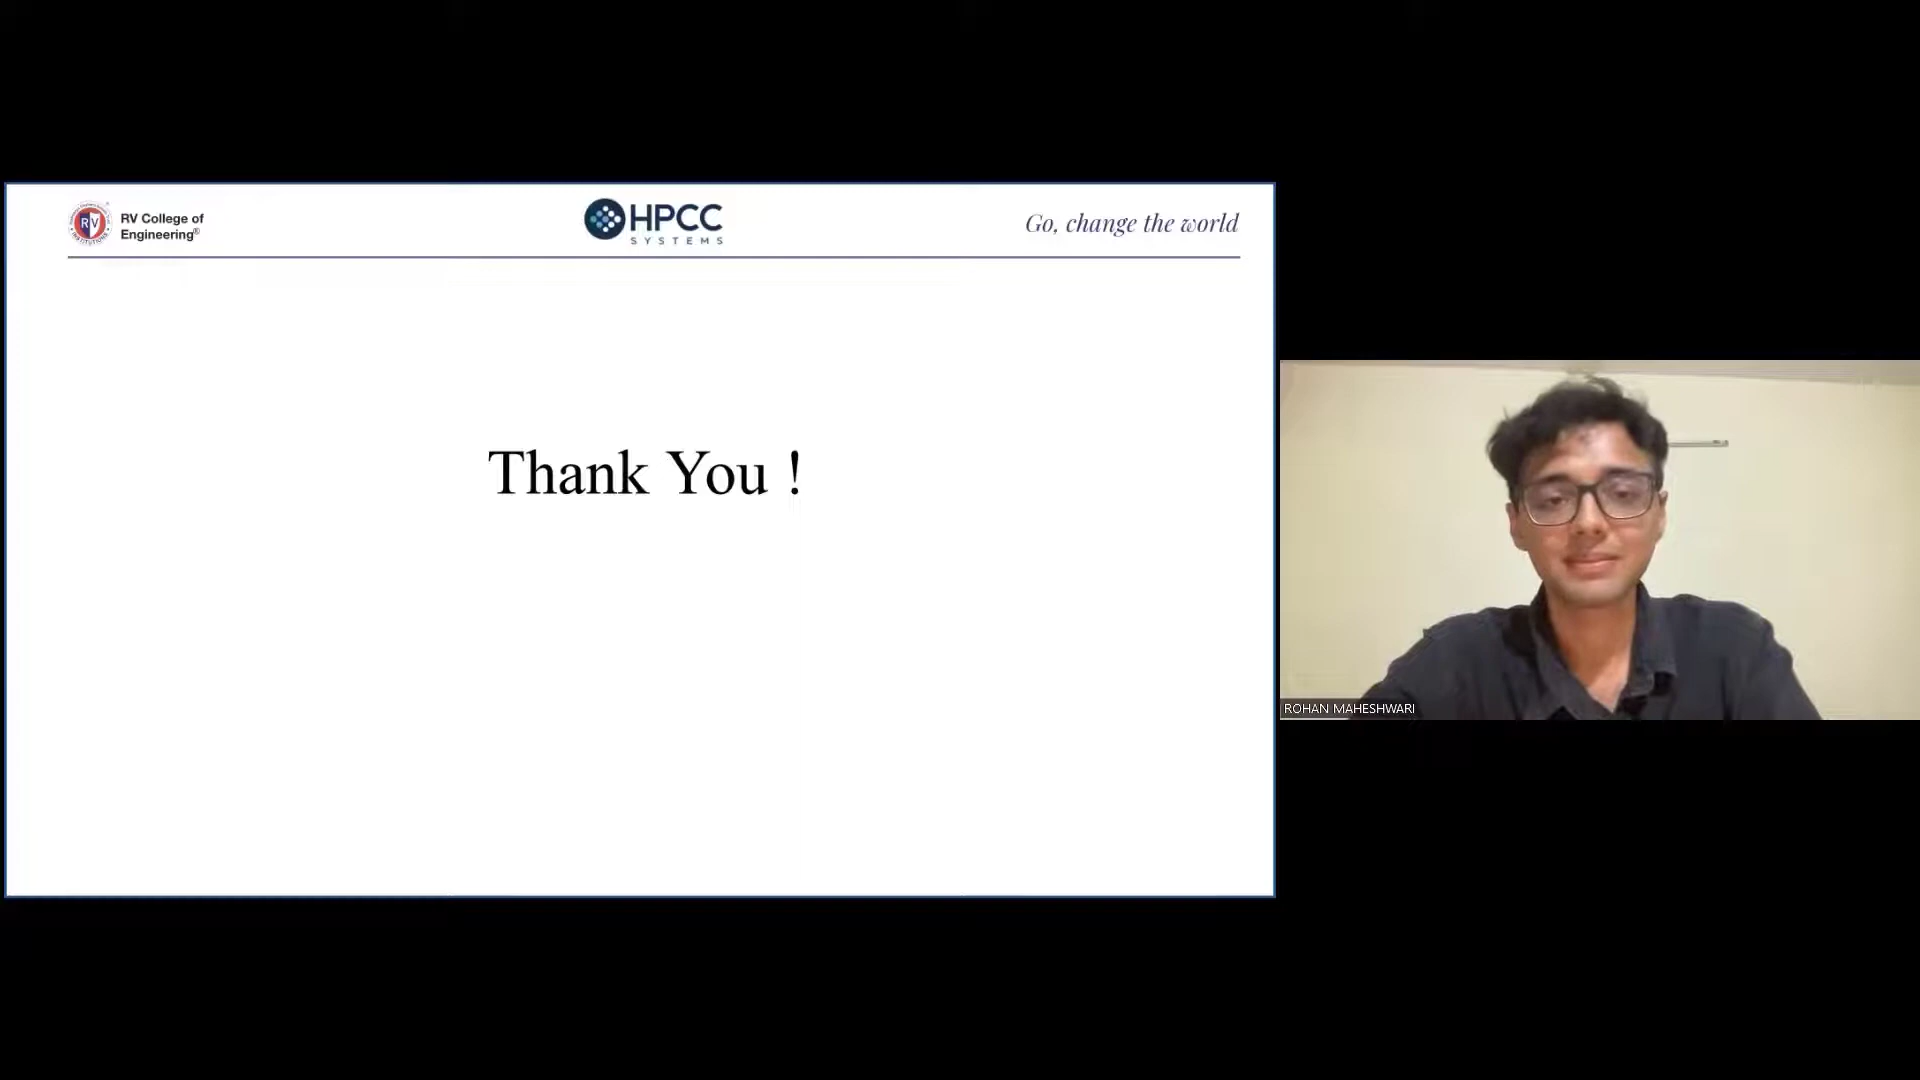 RV College of
Engineering®
HPCC
SYSTEMS
Go, change the world
Thank You !
ROHAN MAHESHWARI